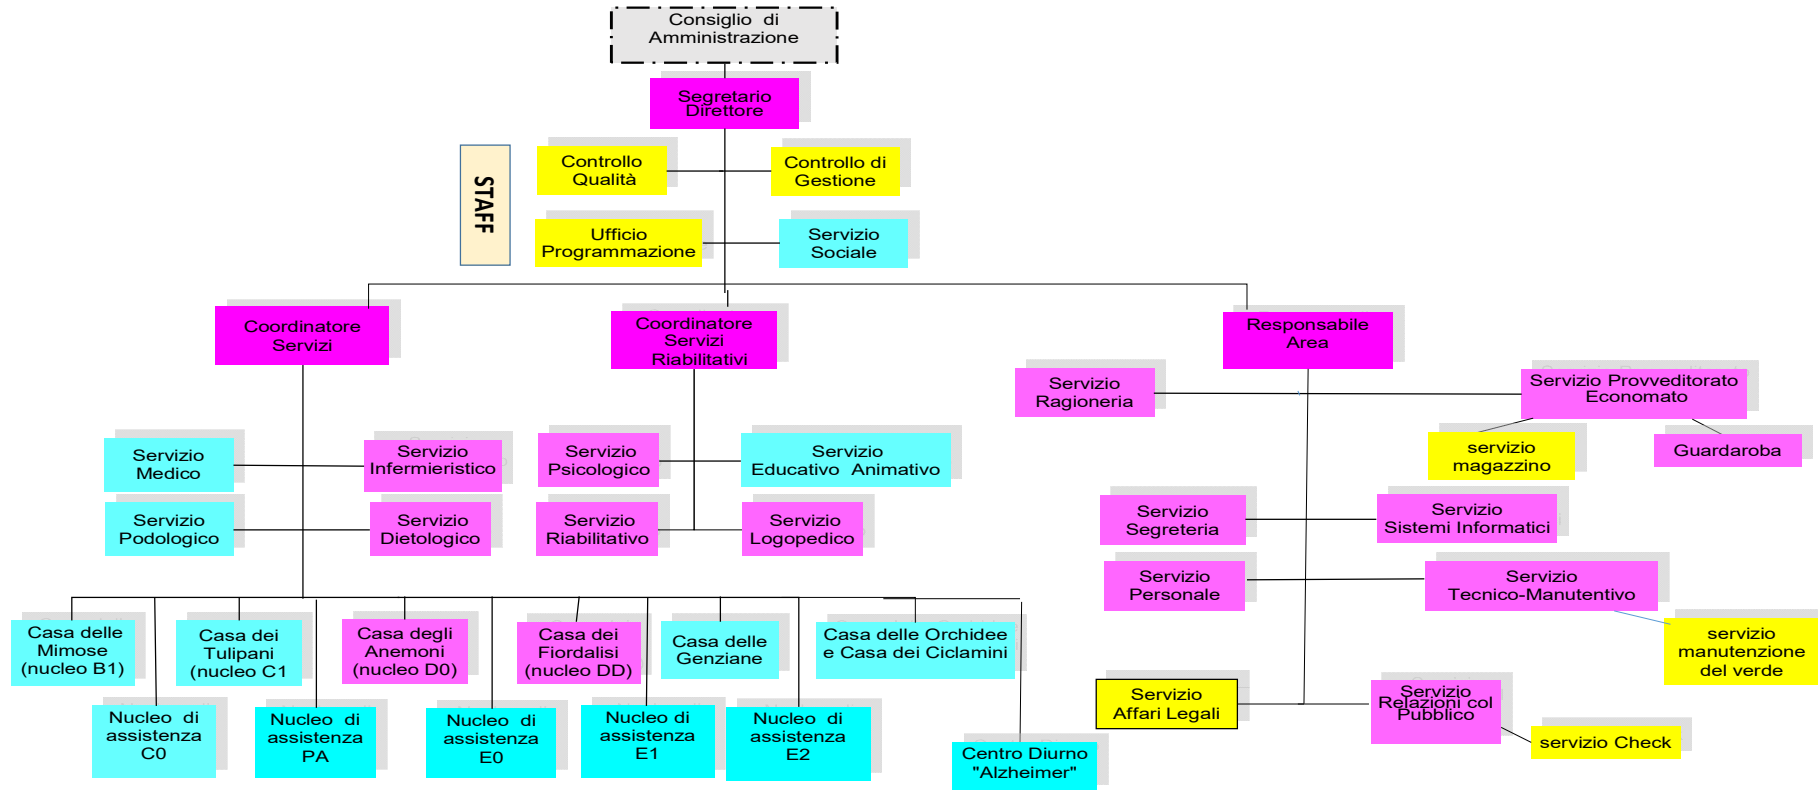 Consiglio di
Amministrazione
Segretario
Direttore
STAFF
Controllo
Qualità
Controllo di
Gestione
Ufficio
Programmazione
Servizio
Sociale
Coordinatore
Servizi
Coordinatore
Servizi
Riabilitativi
Responsabile
Area
Servizio
Ragioneria
Servizio Provveditorato
Economato
servizio
magazzino
Guardaroba
Servizio
Medico
Servizio
Infermieristico
Servizio
Psicologico
Servizio
Educativo Animativo
Servizio
Podologico
Servizio
Dietologico
Servizio
Riabilitativo
Servizio
Logopedico
Servizio
Segreteria
Servizio
Sistemi Informatici
Servizio
Personale
Servizio
Tecnico-Manutentivo
servizio
manutenzione
del verde
Casa delle
Mimose
(nucleo B1)
Casa dei
Tulipani
(nucleo C1
Casa degli
Anemoni
(nucleo D0)
Casa dei
Fiordalisi
(nucleo DD)
Casa delle
Genziane
Casa delle Orchidee
e Casa dei Ciclamini
Servizio
Affari Legali
Servizio
Relazioni col
Pubblico
servizio Check
Nucleo di
assistenza
C0
Nucleo di
assistenza
PA
Nucleo di
assistenza
E0
Nucleo di
assistenza
E1
Nucleo di
assistenza
E2
Centro Diurno
"Alzheimer"